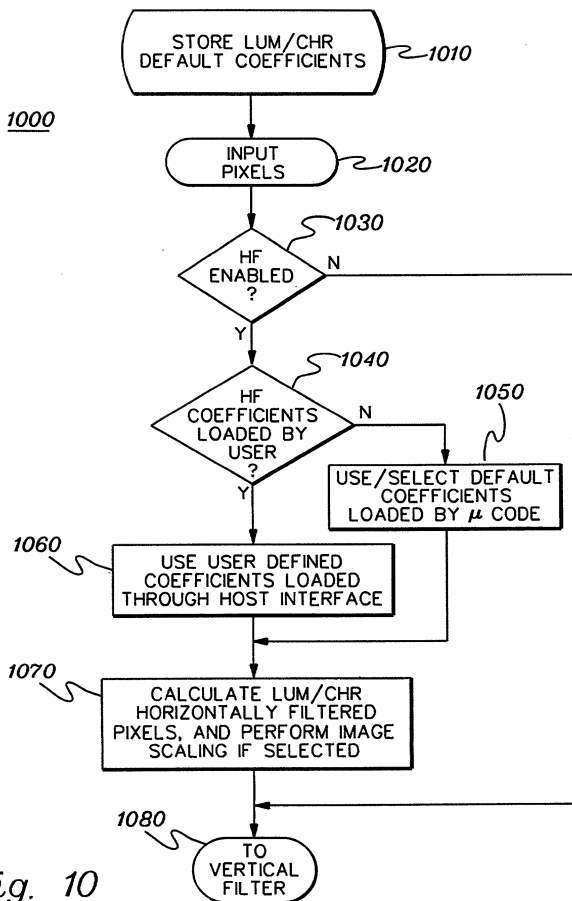 STORE LUM/CHR
DEFAULT COEFFICIENTS
1010
1000
INPUT
PIXELS
1020
1030
HF
ENABLED
?
N
Y
1040
HF
COEFFICIENTS
LOADED BY
USER
?
N
Y
1050
USE/SELECT DEFAULT
COEFFICIENTS
LOADED BY μ CODE
1060
USE USER DEFINED
COEFFICIENTS LOADED
THROUGH HOST INTERFACE
1070
CALCULATE LUM/CHR
HORIZONTALLY FILTERED
PIXELS, AND PERFORM IMAGE
SCALING IF SELECTED
1080
TO
VERTICAL
FILTER
ig. 10